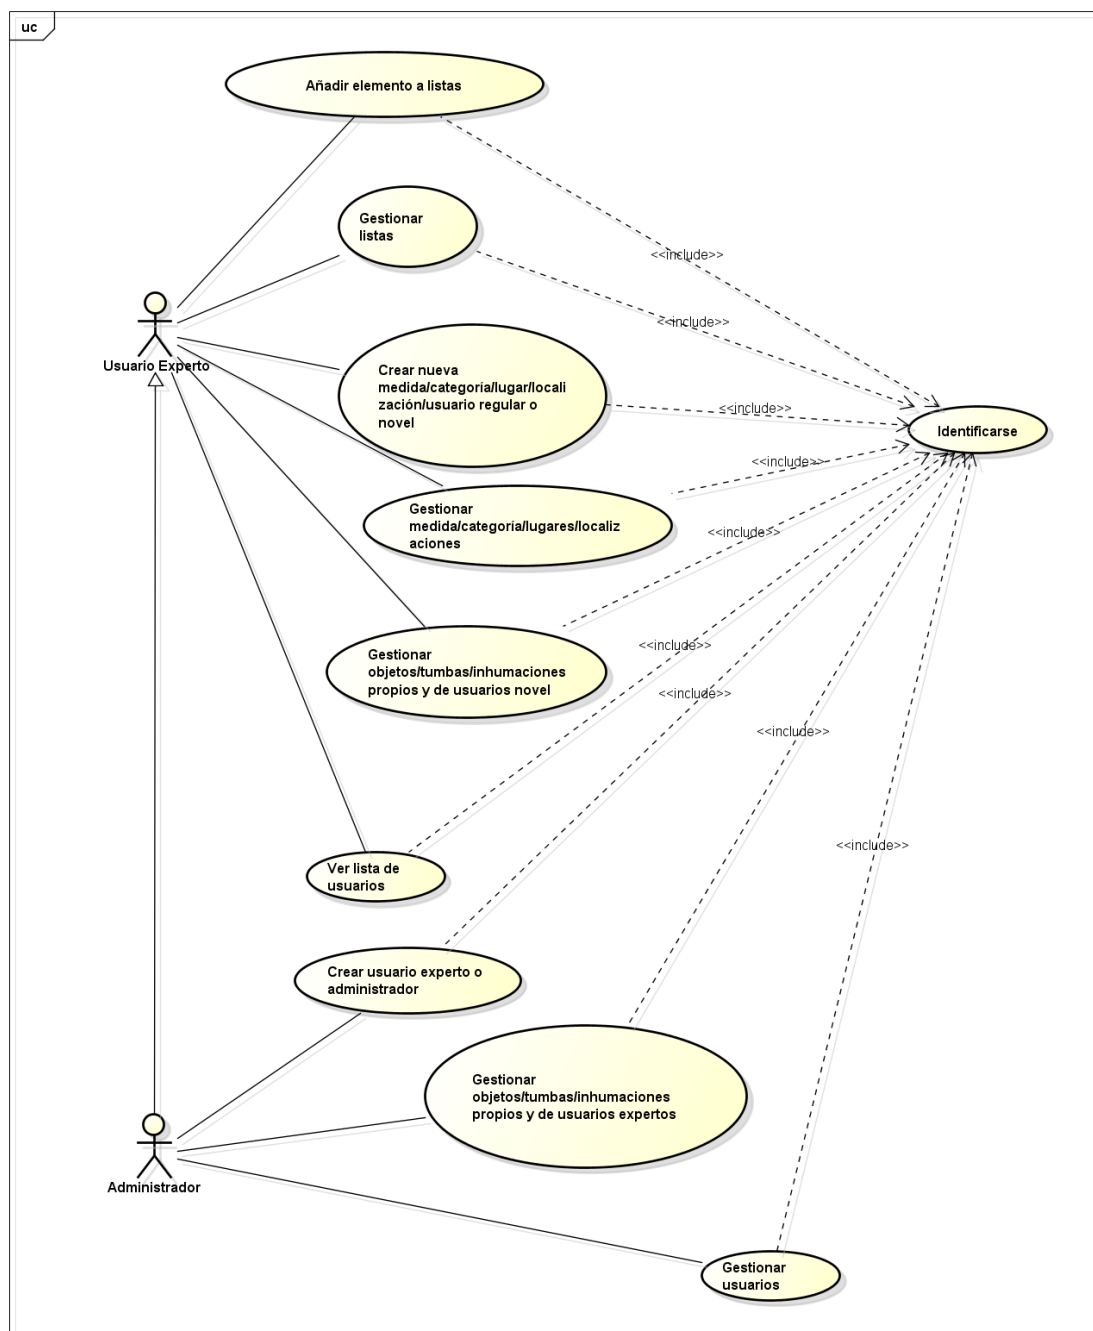 uc
Añadir elemento a listas
Gestionar
listas
<<include>>
<<include>>
Usuario Experto
Crear nueva
medida/categoría/lugar/locali
zación/usuario regular o
novel
<<include>>
Identificarse
<<include>>
Gestionar
medida/categoría/lugares/localiz
aciones
<<include>>
Gestionar
objetos/tumbas/inhumaciones
propios y de usuarios novel
<<include>>
<<include>>
<<include>>
Ver lista de
usuarios
<<include>>
Crear usuario experto o
administrador
Gestionar
objetos/tumbas/inhumaciones
propios y de usuarios expertos
Administrador
Gestionar
usuarios